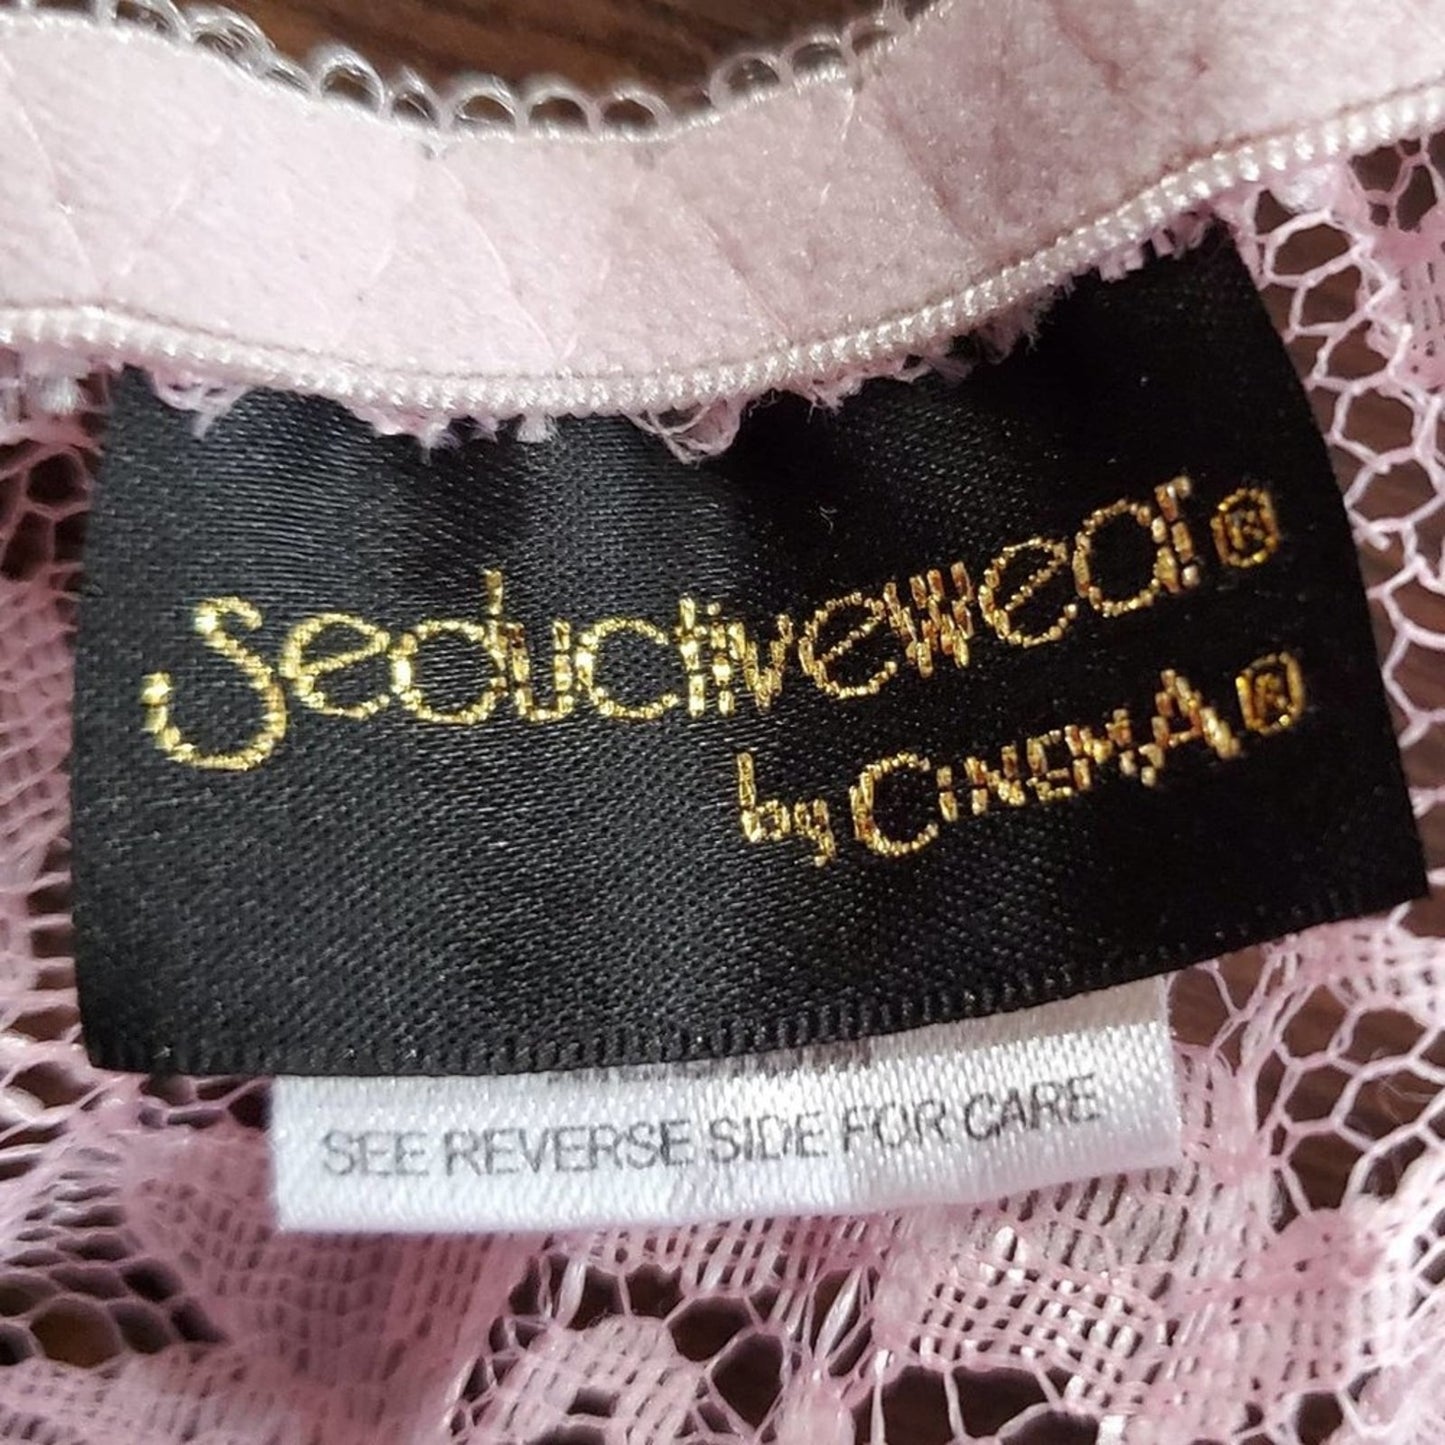 Seductivewear®
by CINEMA®
SEE REVERSE SIDE FOR CARE